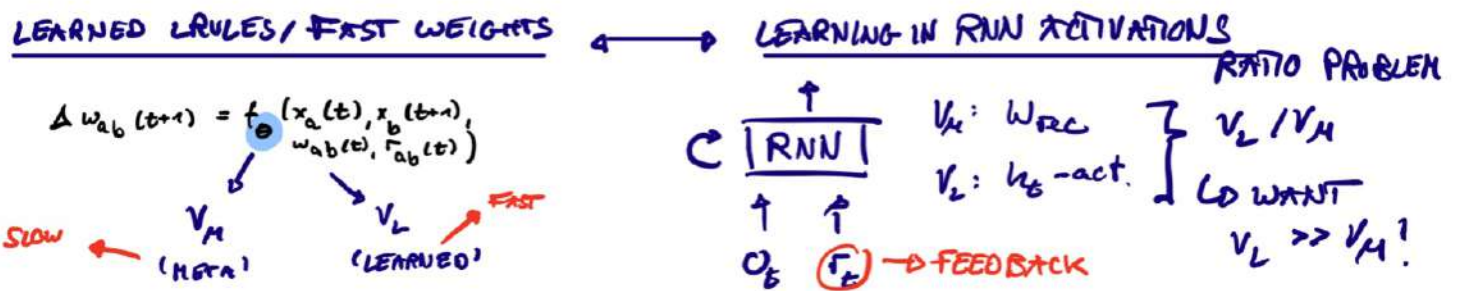 LEARNED LRULES/FAST WEIGHTS ↔ LEARNING IN RNN ACTIVATIONS
RATIO PROBLEM
Δ w_ab (t+1) = f_θ (x_a(t), x_b(t+1),
w_ab(t), r_ab(t))
V_M
(META)
SLOW
V_L
(LEARNED)
FAST
RNN
O_t
r_t → FEEDBACK
V_M: W_rec
V_L: h_t -act.
V_L / V_M
↳ WANT
V_L >> V_M!